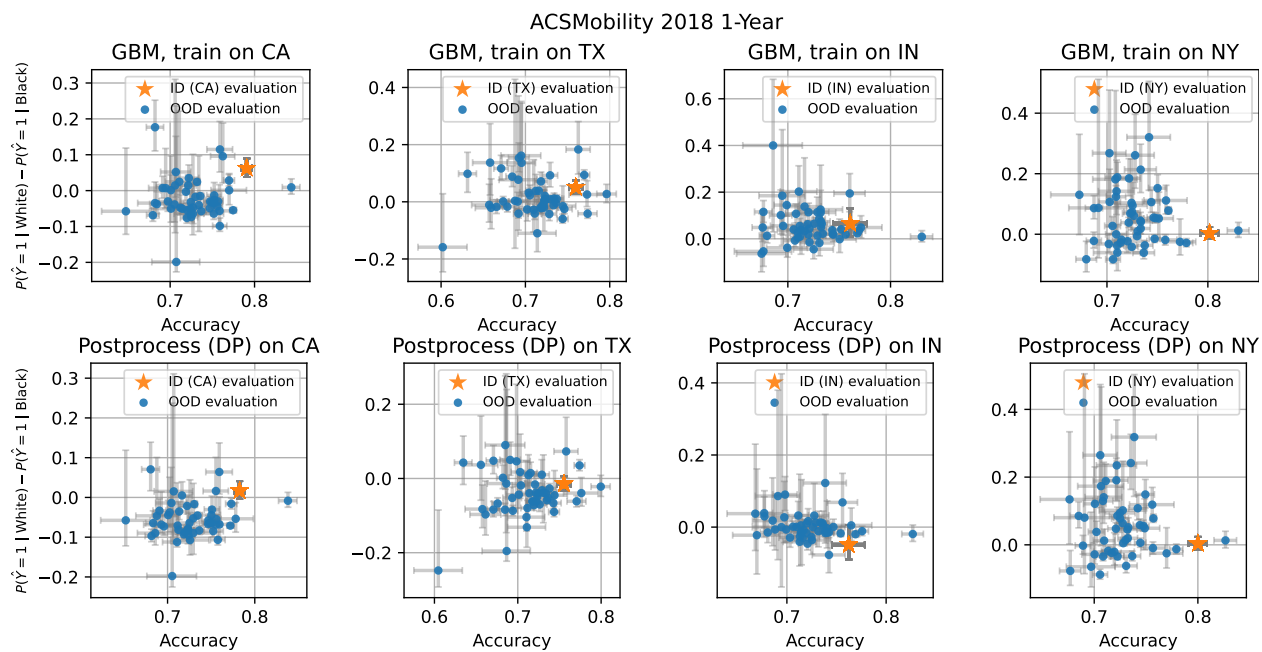 ACSMobility 2018 1-Year
GBM, train on CA
GBM, train on TX
GBM, train on IN
GBM, train on NY
P(Ŷ = 1 | White) − P(Ŷ = 1 | Black)
0.3
0.2
0.1
0.0
−0.1
−0.2
ID (CA) evaluation
OOD evaluation
0.7
0.8
Accuracy
0.4
0.2
0.0
−0.2
ID (TX) evaluation
OOD evaluation
0.6
0.7
0.8
Accuracy
0.6
0.4
0.2
0.0
ID (IN) evaluation
OOD evaluation
0.7
0.8
Accuracy
0.4
0.2
0.0
ID (NY) evaluation
OOD evaluation
0.7
0.8
Accuracy
Postprocess (DP) on CA
Postprocess (DP) on TX
Postprocess (DP) on IN
Postprocess (DP) on NY
P(Ŷ = 1 | White) − P(Ŷ = 1 | Black)
0.3
0.2
0.1
0.0
−0.1
−0.2
ID (CA) evaluation
OOD evaluation
0.7
0.8
Accuracy
0.2
0.0
−0.2
ID (TX) evaluation
OOD evaluation
0.6
0.7
0.8
Accuracy
0.4
0.2
0.0
ID (IN) evaluation
OOD evaluation
0.7
0.8
Accuracy
0.4
0.2
0.0
ID (NY) evaluation
OOD evaluation
0.7
0.8
Accuracy